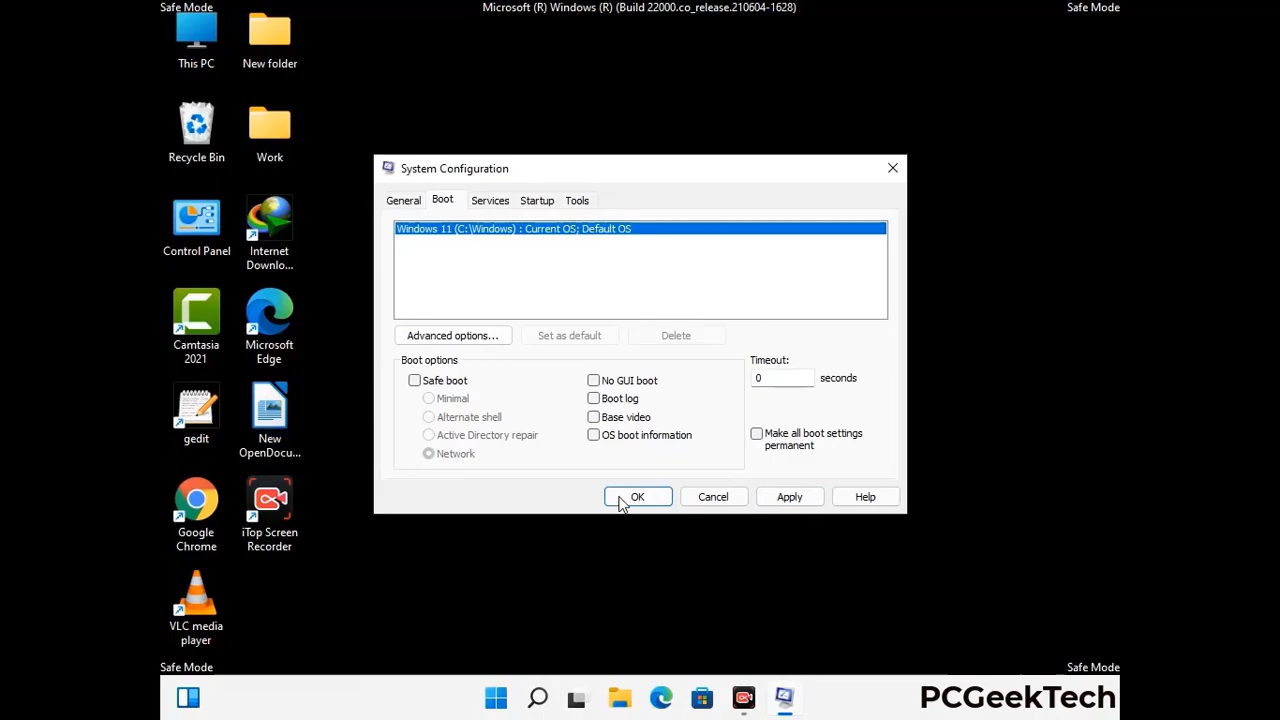 Safe Mode
Microsoft (R) Windows (R) (Build 22000.co_release.210604-1628)
Safe Mode
This PC
New folder
Recycle Bin
Work
Control Panel
Internet
Downlo...
Camtasia
2021
Microsoft
Edge
gedit
New
OpenDocu...
Google
Chrome
iTop Screen
Recorder
VLC media
player
System Configuration
General
Boot
Services
Startup
Tools
Windows 11 (C:\Windows) : Current OS; Default OS
Advanced options...
Set as default
Delete
Boot options
Safe boot
Minimal
Alternate shell
Active Directory repair
Network
No GUI boot
Boot log
Base video
OS boot information
Timeout:
0 seconds
Make all boot settings
permanent
OK
Cancel
Apply
Help
Safe Mode
Safe Mode
PCGeekTech